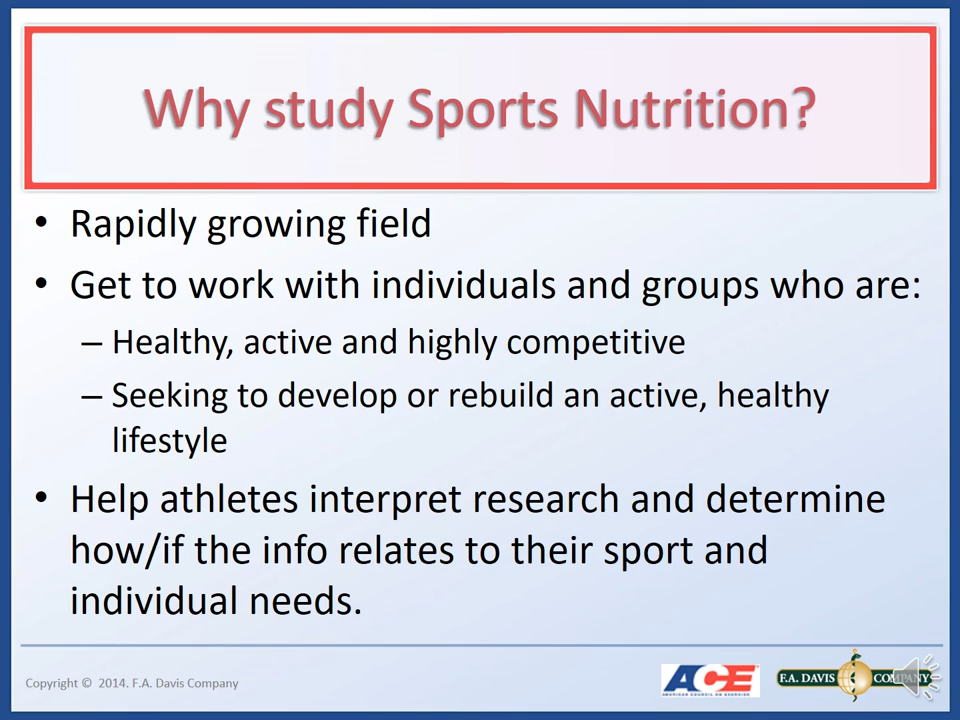 Why study Sports Nutrition?
• Rapidly growing field
• Get to work with individuals and groups who are:
– Healthy, active and highly competitive
– Seeking to develop or rebuild an active, healthy
lifestyle
• Help athletes interpret research and determine
how/if the info relates to their sport and
individual needs.
Copyright © 2014. F.A. Davis Company
ACE
AMERICAN COUNCIL ON EXERCISE
F.A. DAVIS COMPANY